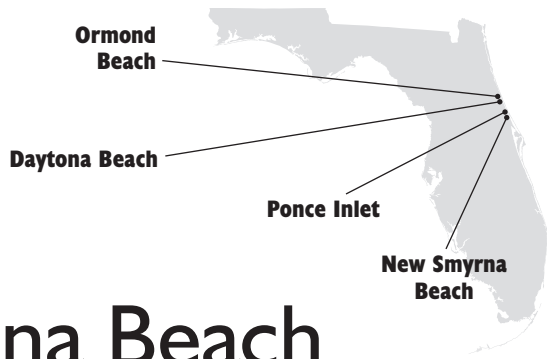 Ormond
Beach
Daytona Beach
Ponce Inlet
New Smyrna
Beach
na Beach